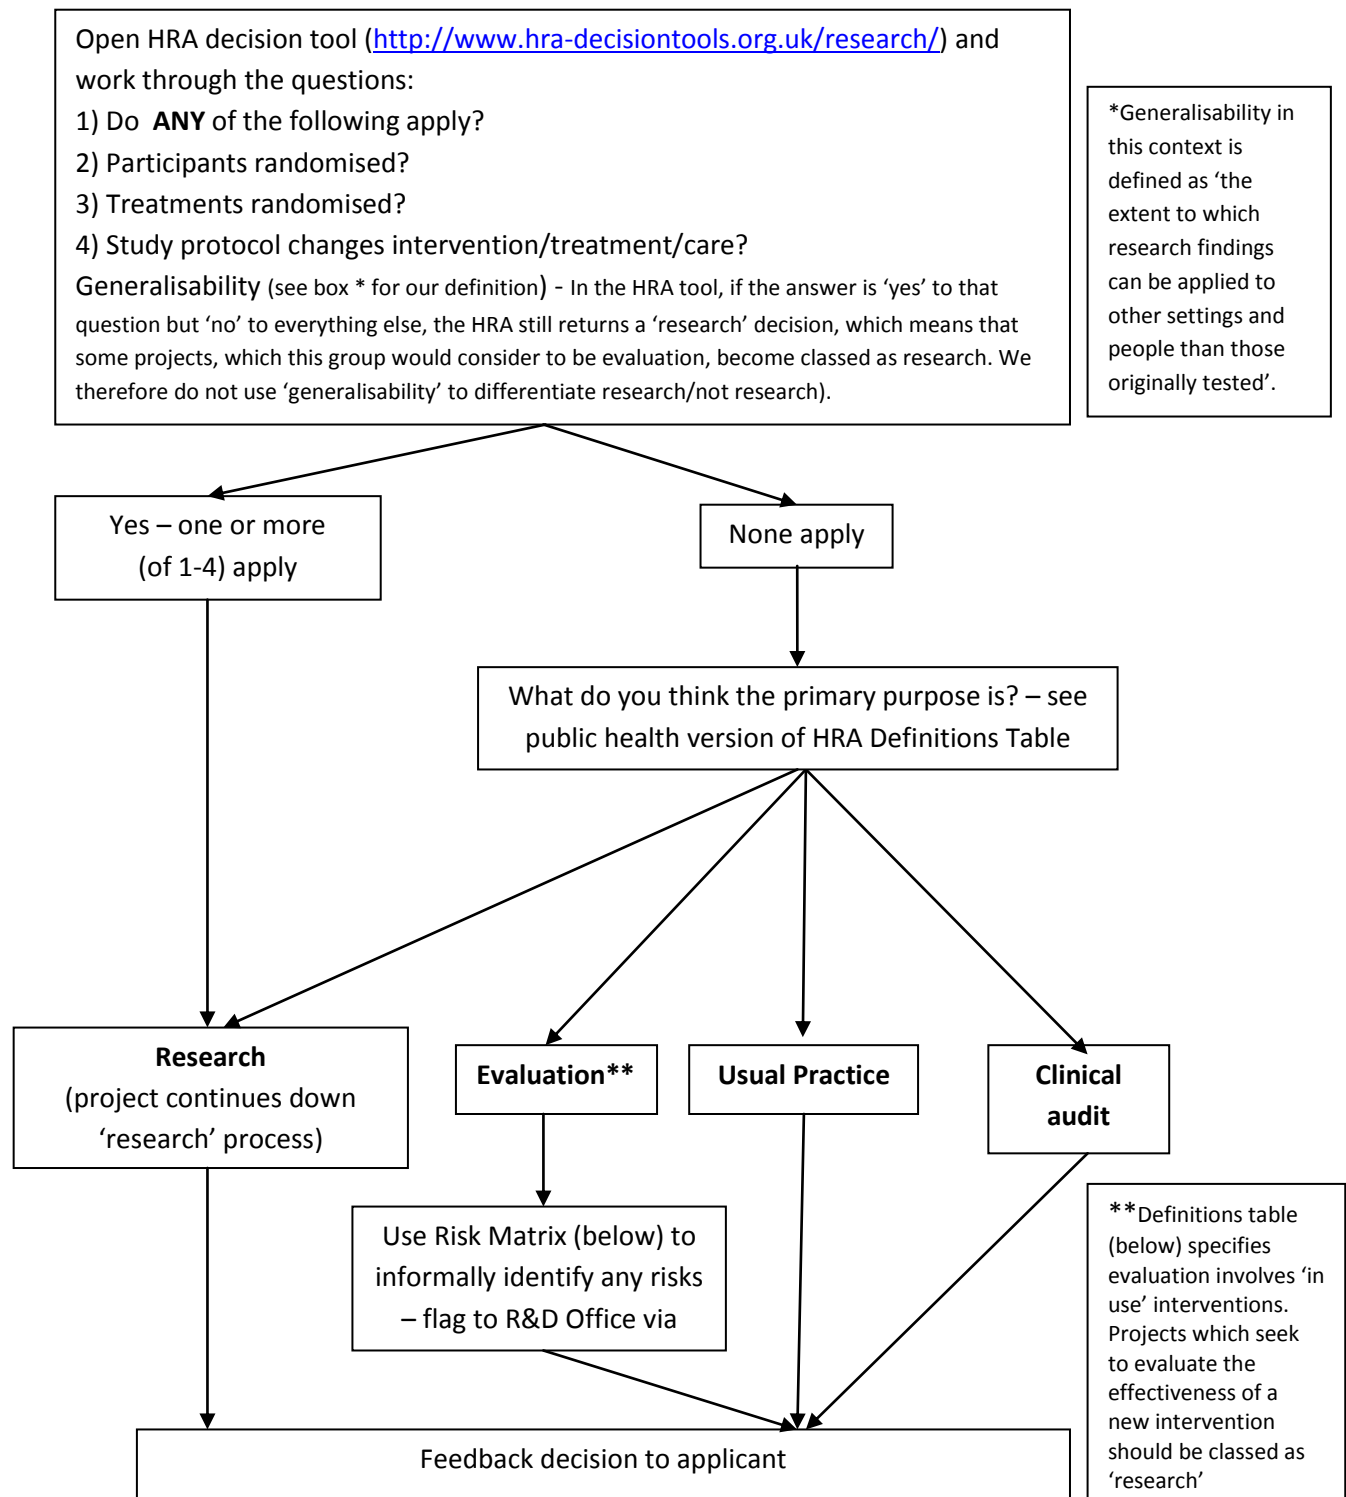 Open HRA decision tool (http://www.hra-decisiontools.org.uk/research/) and
work through the questions:
1) Do ANY of the following apply?
2) Participants randomised?
3) Treatments randomised?
4) Study protocol changes intervention/treatment/care?
Generalisability (see box * for our definition) - In the HRA tool, if the answer is ‘yes’ to that
question but ‘no’ to everything else, the HRA still returns a ‘research’ decision, which means that
some projects, which this group would consider to be evaluation, become classed as research. We
therefore do not use ‘generalisability’ to differentiate research/not research).
*Generalisability in
this context is
defined as ‘the
extent to which
research findings
can be applied to
other settings and
people than those
originally tested’.
Yes – one or more
(of 1-4) apply
None apply
What do you think the primary purpose is? – see
public health version of HRA Definitions Table
Research
(project continues down
‘research’ process)
Evaluation**
Usual Practice
Clinical
audit
Use Risk Matrix (below) to
informally identify any risks
– flag to R&D Office via
**Definitions table
(below) specifies
evaluation involves ‘in
use’ interventions.
Projects which seek
to evaluate the
effectiveness of a
new intervention
should be classed as
‘research’
Feedback decision to applicant